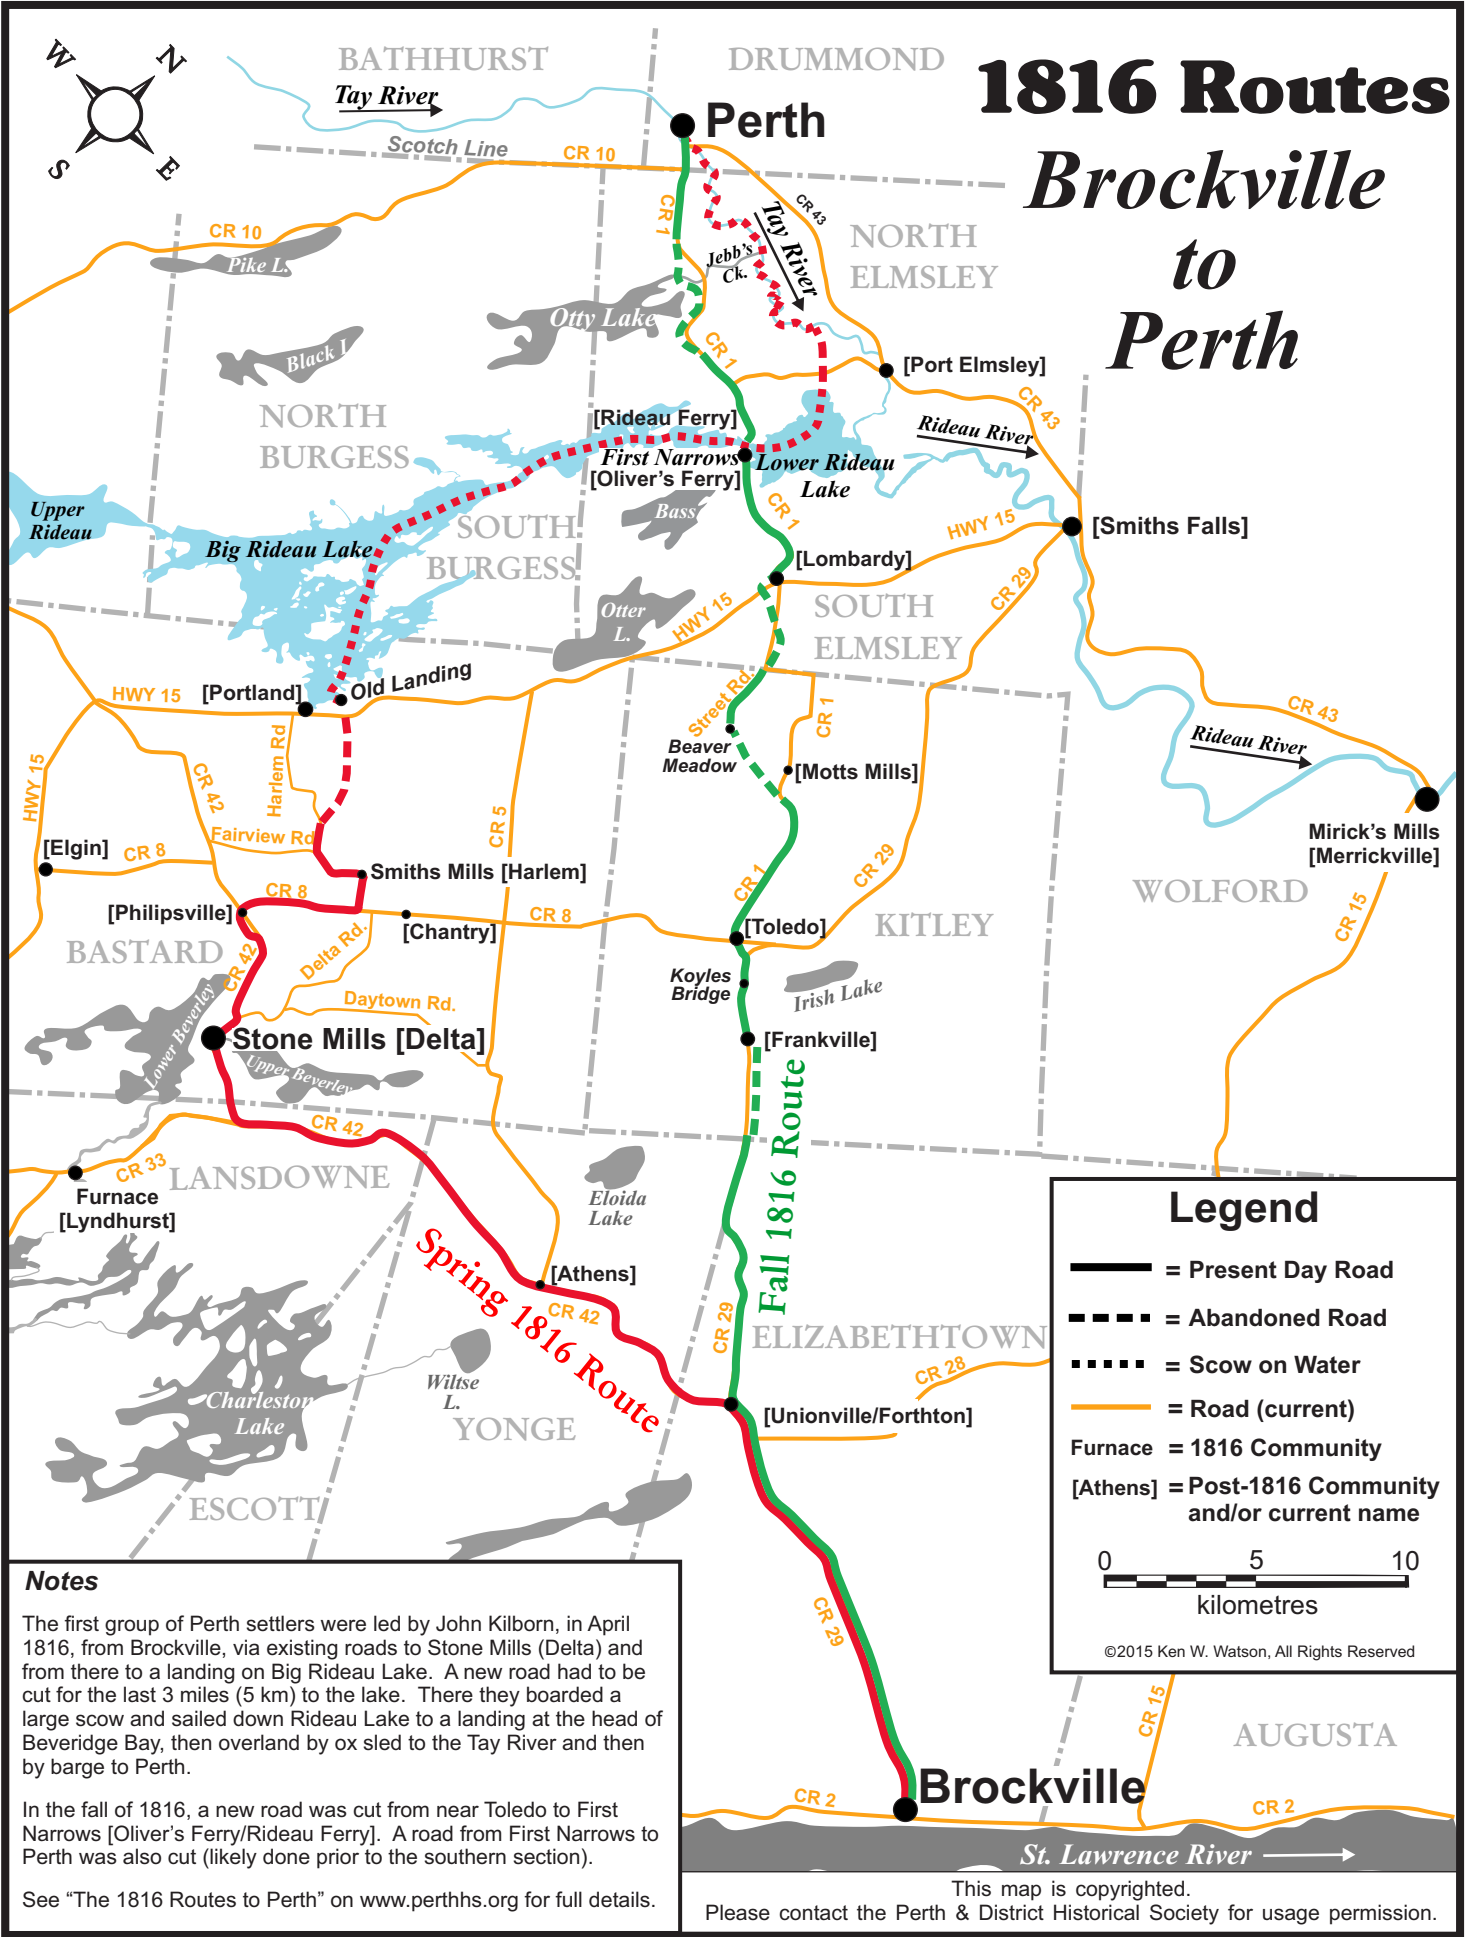 1816 Routes
Brockville
to
Perth
W
N
S
E
BATHHURST
DRUMMOND
Tay River
Perth
Scotch Line
CR 10
CR 10
Pike L.
CR 1
CR 43
Tay River
Jebb's
Ck.
NORTH
ELMSLEY
Otty Lake
Black L
CR 1
[Port Elmsley]
CR 43
NORTH
BURGESS
[Rideau Ferry]
First Narrows
[Oliver's Ferry]
Lower Rideau
Lake
Rideau River
Upper
Rideau
Big Rideau Lake
SOUTH
BURGESS
Bass
CR 1
HWY 15
[Smiths Falls]
[Lombardy]
CR 29
Otter
L.
HWY 15
SOUTH
ELMSLEY
HWY 15
[Portland]
Old Landing
Street Rd.
CR 1
Beaver
Meadow
[Motts Mills]
CR 43
Rideau River
HWY 15
CR 42
Harlem Rd
CR 5
Fairview Rd
[Elgin]
CR 8
Smiths Mills [Harlem]
CR 8
[Philipsville]
[Chantry]
CR 8
CR 1
CR 29
[Toledo]
KITLEY
WOLFORD
Mirick's Mills
[Merrickville]
CR 15
BASTARD
CR 42
Delta Rd.
Daytown Rd.
Koyles
Bridge
Irish Lake
Lower Beverley
Stone Mills [Delta]
Upper Beverley
[Frankville]
Fall 1816 Route
CR 42
CR 33
LANSDOWNE
Furnace
[Lyndhurst]
Eloida
Lake
Spring 1816 Route
[Athens]
CR 42
CR 29
ELIZABETHTOWN
CR 28
Wiltse
L.
Charleston
Lake
YONGE
[Unionville/Forthton]
ESCOTT
CR 29
Legend
= Present Day Road
= Abandoned Road
= Scow on Water
= Road (current)
Furnace = 1816 Community
[Athens] = Post-1816 Community
and/or current name
0 5 10
kilometres
©2015 Ken W. Watson, All Rights Reserved
Notes
The first group of Perth settlers were led by John Kilborn, in April
1816, from Brockville, via existing roads to Stone Mills (Delta) and
from there to a landing on Big Rideau Lake. A new road had to be
cut for the last 3 miles (5 km) to the lake. There they boarded a
large scow and sailed down Rideau Lake to a landing at the head of
Beveridge Bay, then overland by ox sled to the Tay River and then
by barge to Perth.
In the fall of 1816, a new road was cut from near Toledo to First
Narrows [Oliver's Ferry/Rideau Ferry]. A road from First Narrows to
Perth was also cut (likely done prior to the southern section).
See “The 1816 Routes to Perth” on www.perthhs.org for full details.
CR 15
AUGUSTA
Brockville
CR 2
CR 2
St. Lawrence River
This map is copyrighted.
Please contact the Perth & District Historical Society for usage permission.